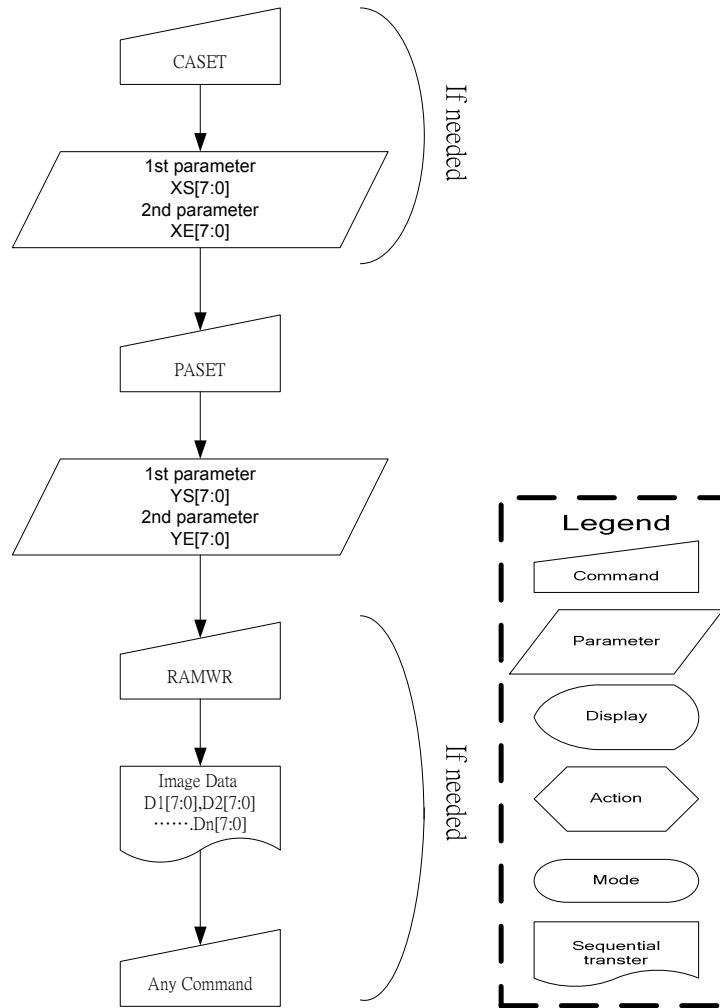 CASET
If needed
1st parameter
XS[7:0]
2nd parameter
XE[7:0]
PASET
1st parameter
YS[7:0]
2nd parameter
YE[7:0]
RAMWR
If needed
Image Data
D1[7:0],D2[7:0]
…….Dn[7:0]
Any Command
Legend
Command
Parameter
Display
Action
Mode
Sequential
transter